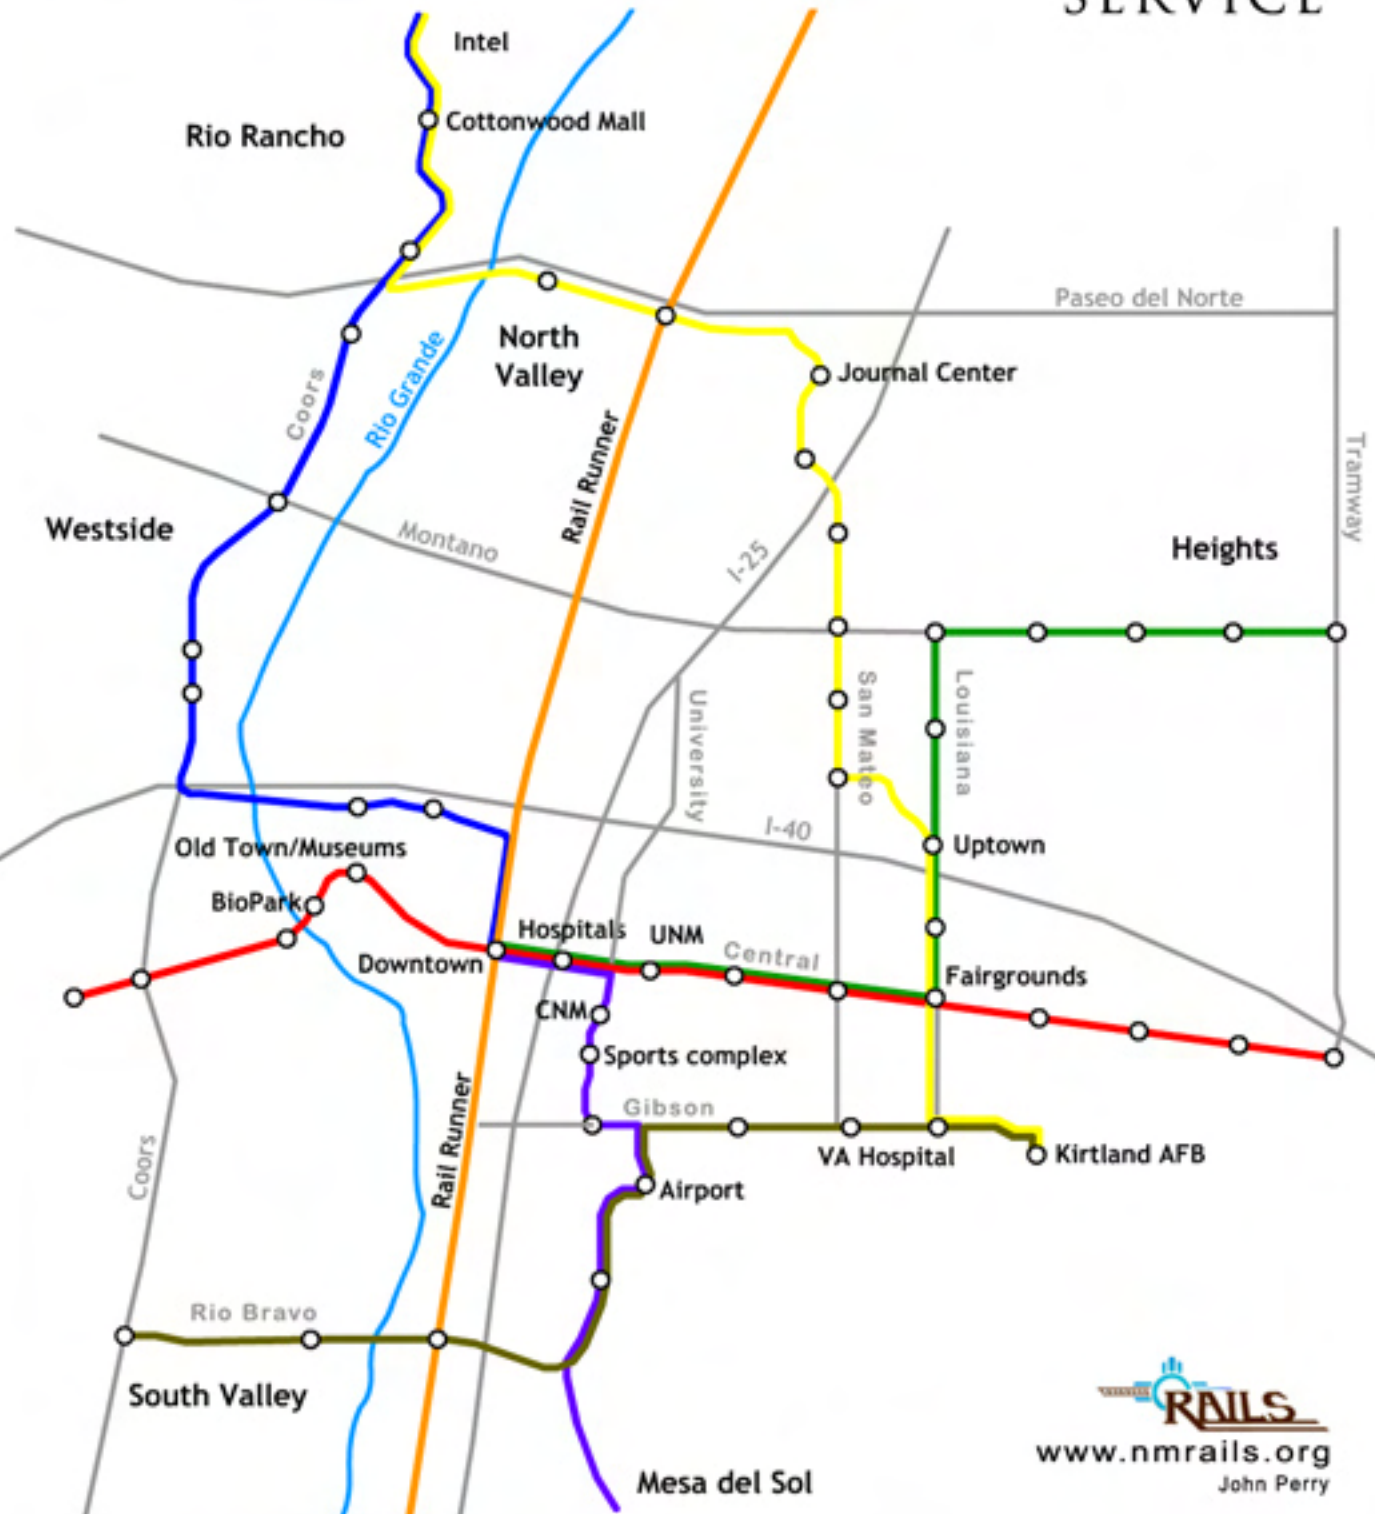 SERVICE
Intel
Cottonwood Mall
Rio Rancho
Paseo del Norte
North
Valley
Rio Grande
Coors
Journal Center
Rail Runner
Tramway
Westside
Montano
I-25
Heights
San Mateo
Louisiana
University
I-40
Old Town/Museums
Uptown
BioPark
Hospitals
UNM
Central
Downtown
Fairgrounds
CNM
Sports complex
Gibson
Rail Runner
Coors
VA Hospital
Kirtland AFB
Airport
Rio Bravo
South Valley
Mesa del Sol
RAILS
www.nmrails.org
John Perry